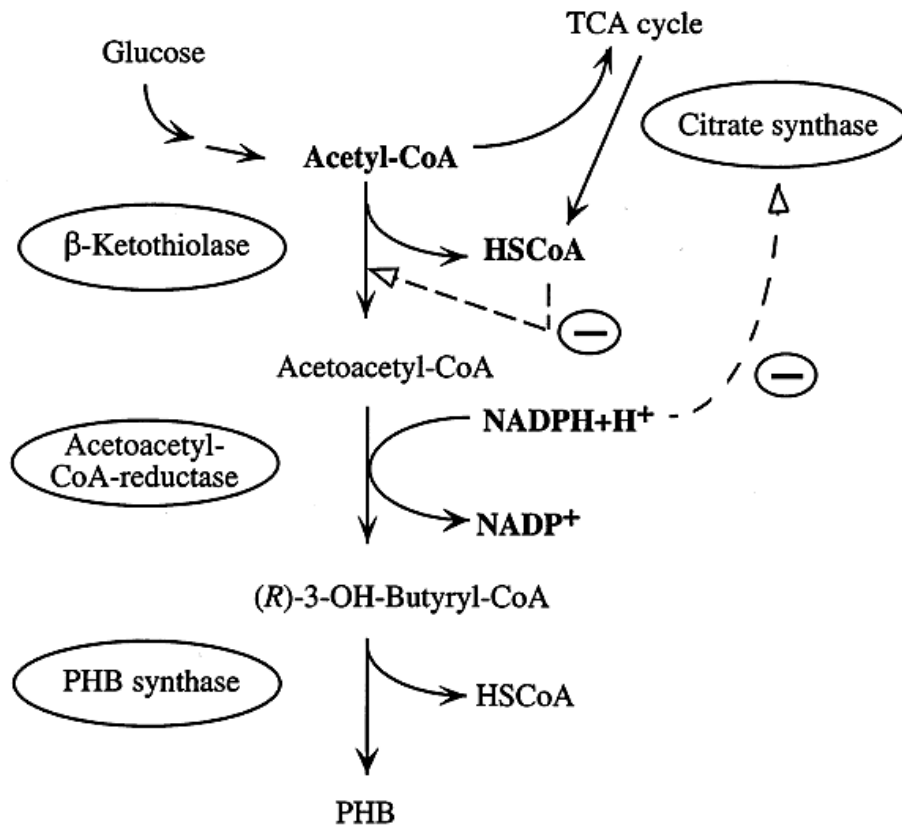 TCA cycle
Glucose
Citrate synthase
Acetyl-CoA
β-Ketothiolase
HSCoA
−
Acetoacetyl-CoA
−
NADPH+H⁺
Acetoacetyl-
CoA-reductase
NADP⁺
(R)-3-OH-Butyryl-CoA
PHB synthase
HSCoA
PHB